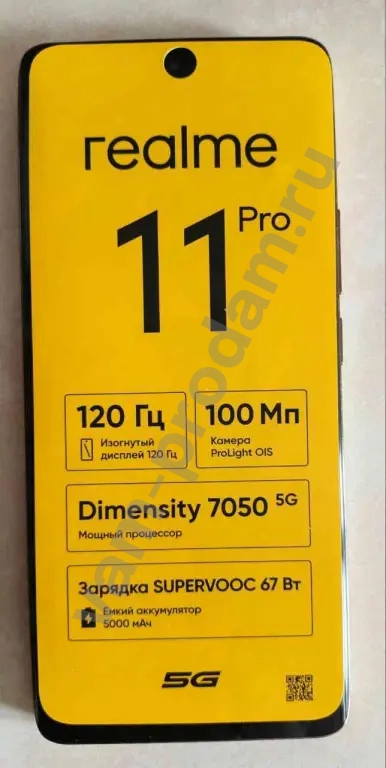 realme
11 Pro
120 Гц
Изогнутый
дисплей 120 Гц
100 Мп
Камера
ProLight OIS
Dimensity 7050 5G
Мощный процессор
Зарядка SUPERVOOC 67 Вт
Ёмкий аккумулятор
5000 мАч
5G
vam-prodam.ru